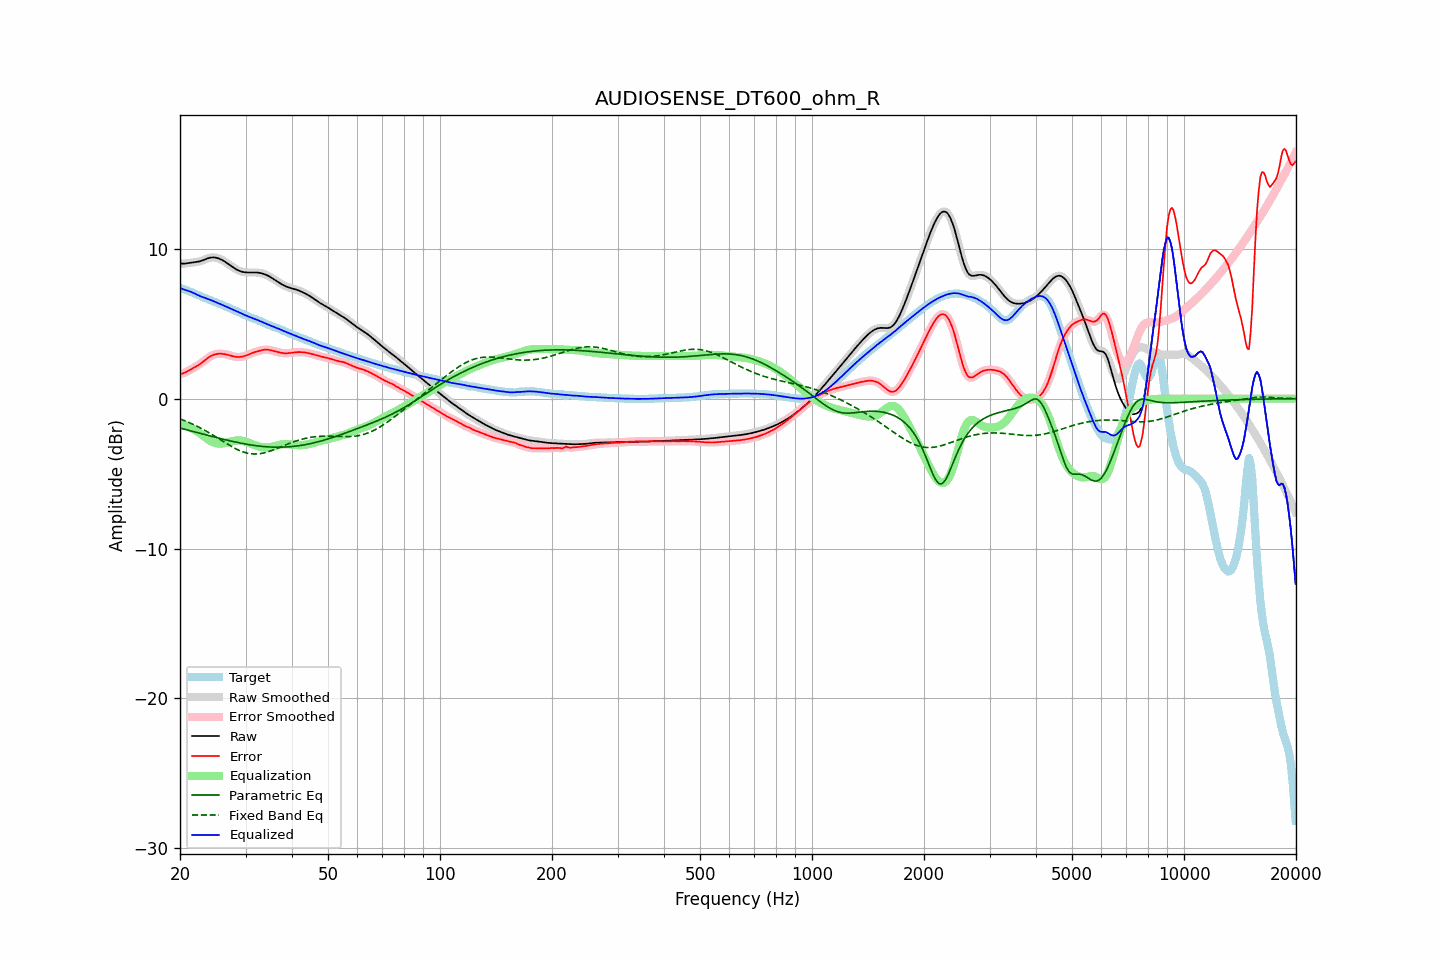 AUDIOSENSE_DT600_ohm_R
Amplitude (dBr)
10
0
−10
−20
−30
Target
Raw Smoothed
Error Smoothed
Raw
Error
Equalization
Parametric Eq
Fixed Band Eq
Equalized
20 50 100 200 500 1000 2000 5000 10000 20000
Frequency (Hz)